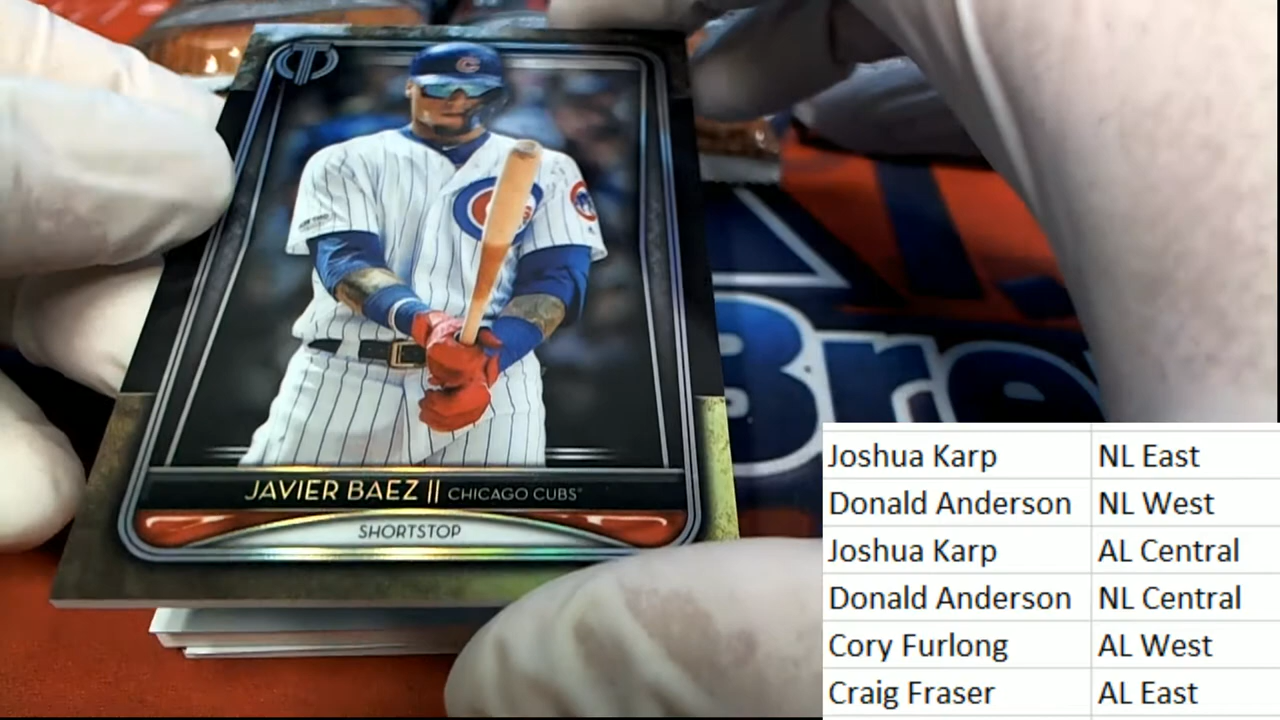 JAVIER BAEZ || CHICAGO CUBS
SHORTSTOP
Bre
Joshua Karp NL East
Donald Anderson NL West
Joshua Karp AL Central
Donald Anderson NL Central
Cory Furlong AL West
Craig Fraser AL East